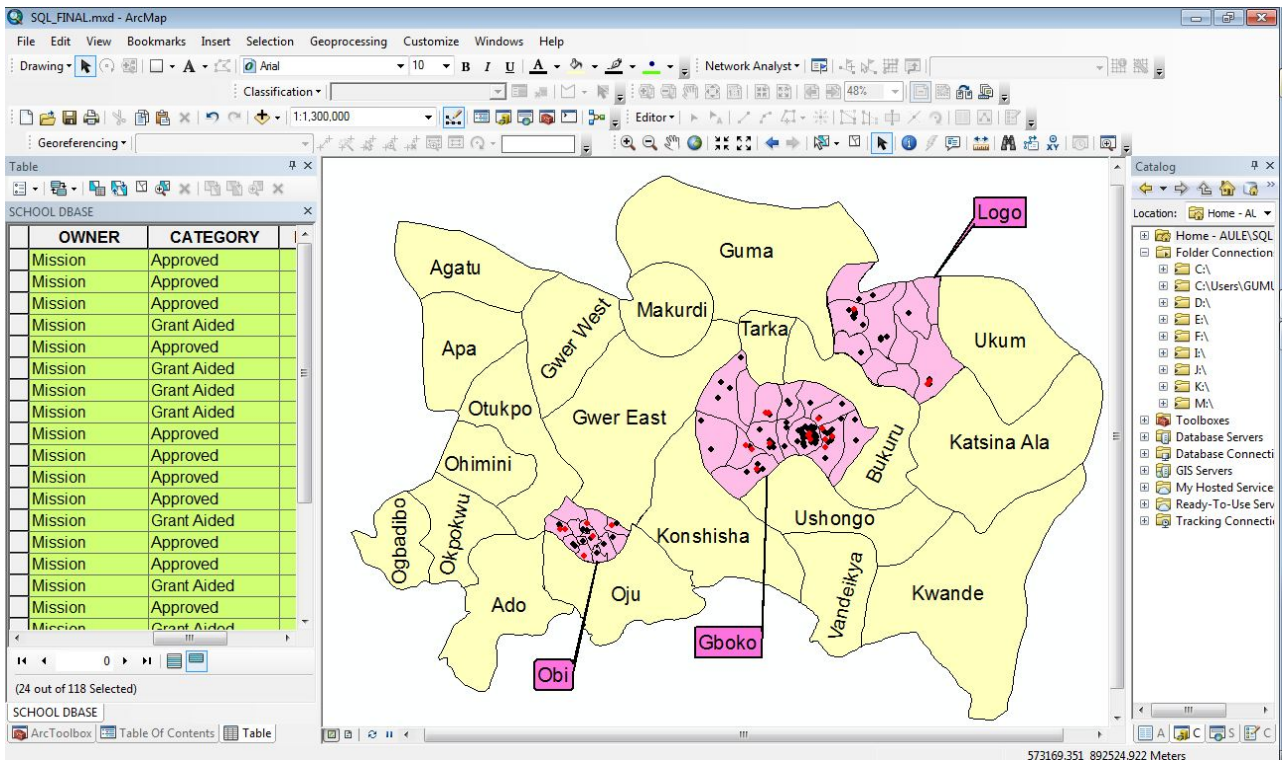 SQL_FINAL.mxd - ArcMap
File Edit View Bookmarks Insert Selection Geoprocessing Customize Windows Help
Drawing Arial 10 B I U A Network Analyst
Classification 48%
1:1,300,000 Editor
Georeferencing
Table
SCHOOL DBASE
OWNER CATEGORY
Mission Approved
Mission Approved
Mission Approved
Mission Grant Aided
Mission Approved
Mission Grant Aided
Mission Grant Aided
Mission Grant Aided
Mission Approved
Mission Approved
Mission Approved
Mission Approved
Mission Grant Aided
Mission Approved
Mission Approved
Mission Grant Aided
Mission Approved
Mission Grant Aided
0
(24 out of 118 Selected)
SCHOOL DBASE
ArcToolbox Table Of Contents Table
Logo
Guma
Agatu
Makurdi
Gwer West
Tarka
Ukum
Apa
Otukpo
Gwer East
Katsina Ala
Bukuru
Ohimini
Ushongo
Ogbadibo
Okpokwu
Konshisha
Vandeikya
Kwande
Oju
Ado
Gboko
Obi
Catalog
Location: Home - AL
Home - AULE\SQL
Folder Connection
C:\
C:\Users\GUMU
D:\
E:\
F:\
I:\
J:\
K:\
M:\
Toolboxes
Database Servers
Database Connecti
GIS Servers
My Hosted Service
Ready-To-Use Serv
Tracking Connecti
A C S C
573169.351 892524.922 Meters